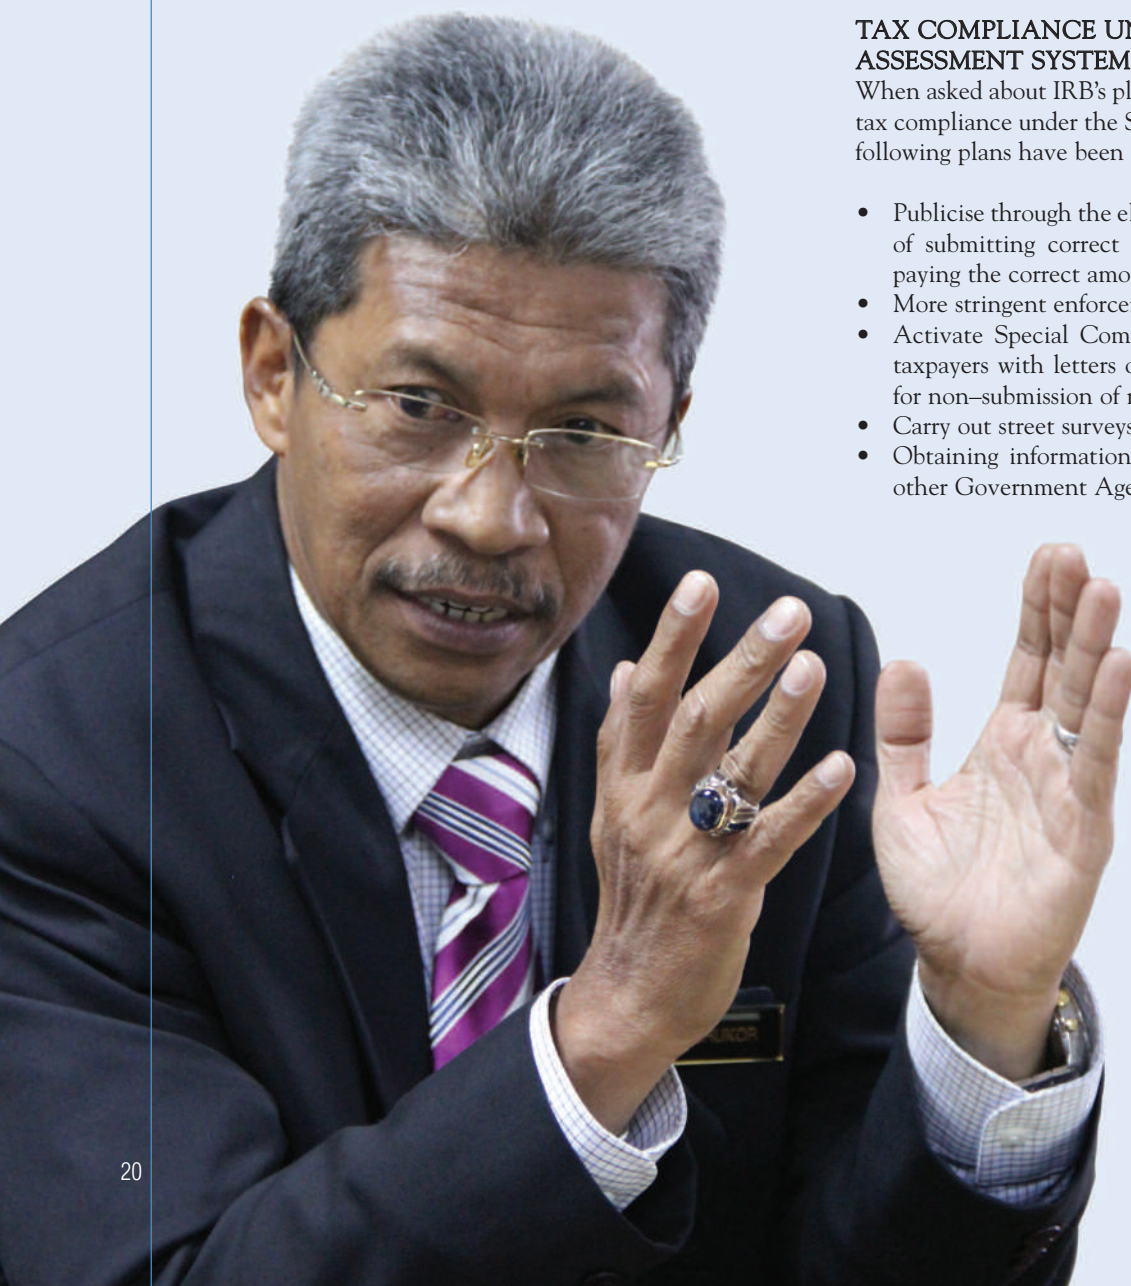 TAX COMPLIANCE UN
ASSESSMENT SYSTEM
When asked about IRB's pl
tax compliance under the S
following plans have been
• Publicise through the el
of submitting correct
paying the correct amo
• More stringent enforce
• Activate Special Com
taxpayers with letters o
for non–submission of r
• Carry out street surveys
• Obtaining information
other Government Age
20